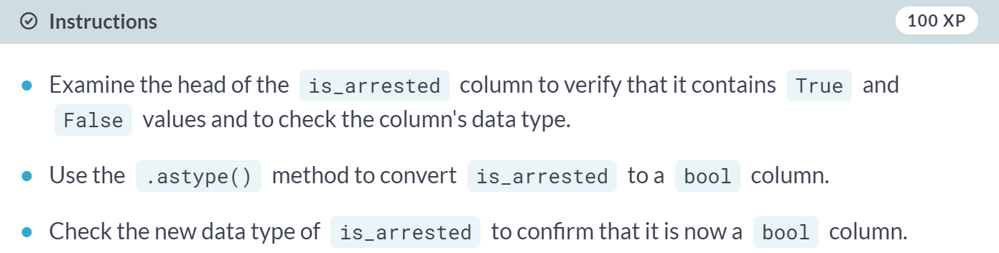 Instructions 100 XP
Examine the head of the is_arrested column to verify that it contains True and
False values and to check the column's data type.
Use the .astype() method to convert is_arrested to a bool column.
Check the new data type of is_arrested to confirm that it is now a bool column.